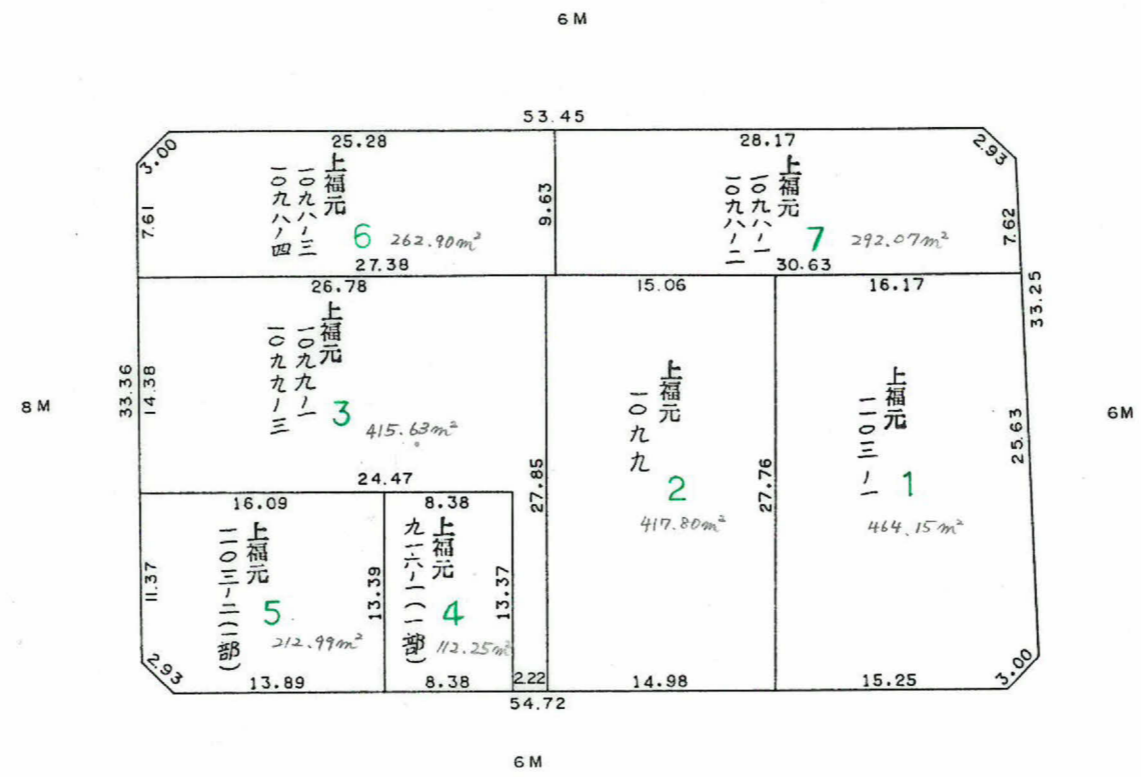 6M
53.45
3.00
25.28
28.17
2.93
上福元
一〇九八ノ三
一〇九八ノ四
6
262.90m²
7.61
9.63
上福元
一〇九八ノ一
一〇九八ノ二
7
292.07m²
7.62
27.38
30.63
26.78
15.06
16.17
33.25
上福元
一〇九九ノ一
一〇九九ノ三
3
415.63m²
8M
33.36
14.38
上福元
一〇九九
2
417.80m²
27.85
27.76
上福元
一一〇三ノ一
1
464.15m²
25.63
6M
24.47
16.09
8.38
上福元
一一〇三ノ二(一部)
5
212.99m²
11.37
13.39
上福元
九一六ノ一(一部)
4
112.25m²
13.37
2.93
13.89
8.38
2.22
14.98
15.25
3.00
54.72
6M